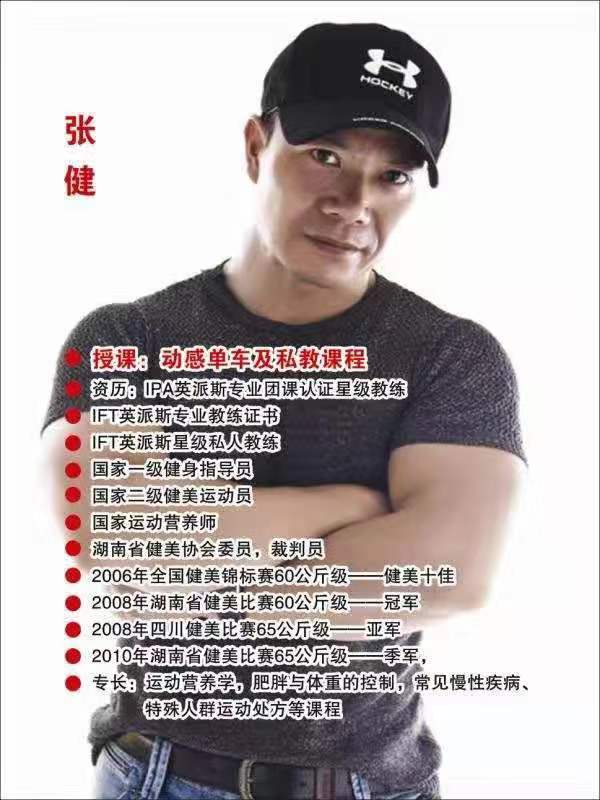 张
健
HOCKEY
授课：动感单车及私教课程
资历：IPA英派斯专业团课认证星级教练
IFT英派斯专业教练证书
IFT英派斯星级私人教练
国家一级健身指导员
国家二级健美运动员
国家运动营养师
湖南省健美协会委员，裁判员
2006年全国健美锦标赛60公斤级——健美十佳
2008年湖南省健美比赛60公斤级——冠军
2008年四川健美比赛65公斤级——亚军
2010年湖南省健美比赛65公斤级——季军，
专长：运动营养学，肥胖与体重的控制，常见慢性疾病、
特殊人群运动处方等课程